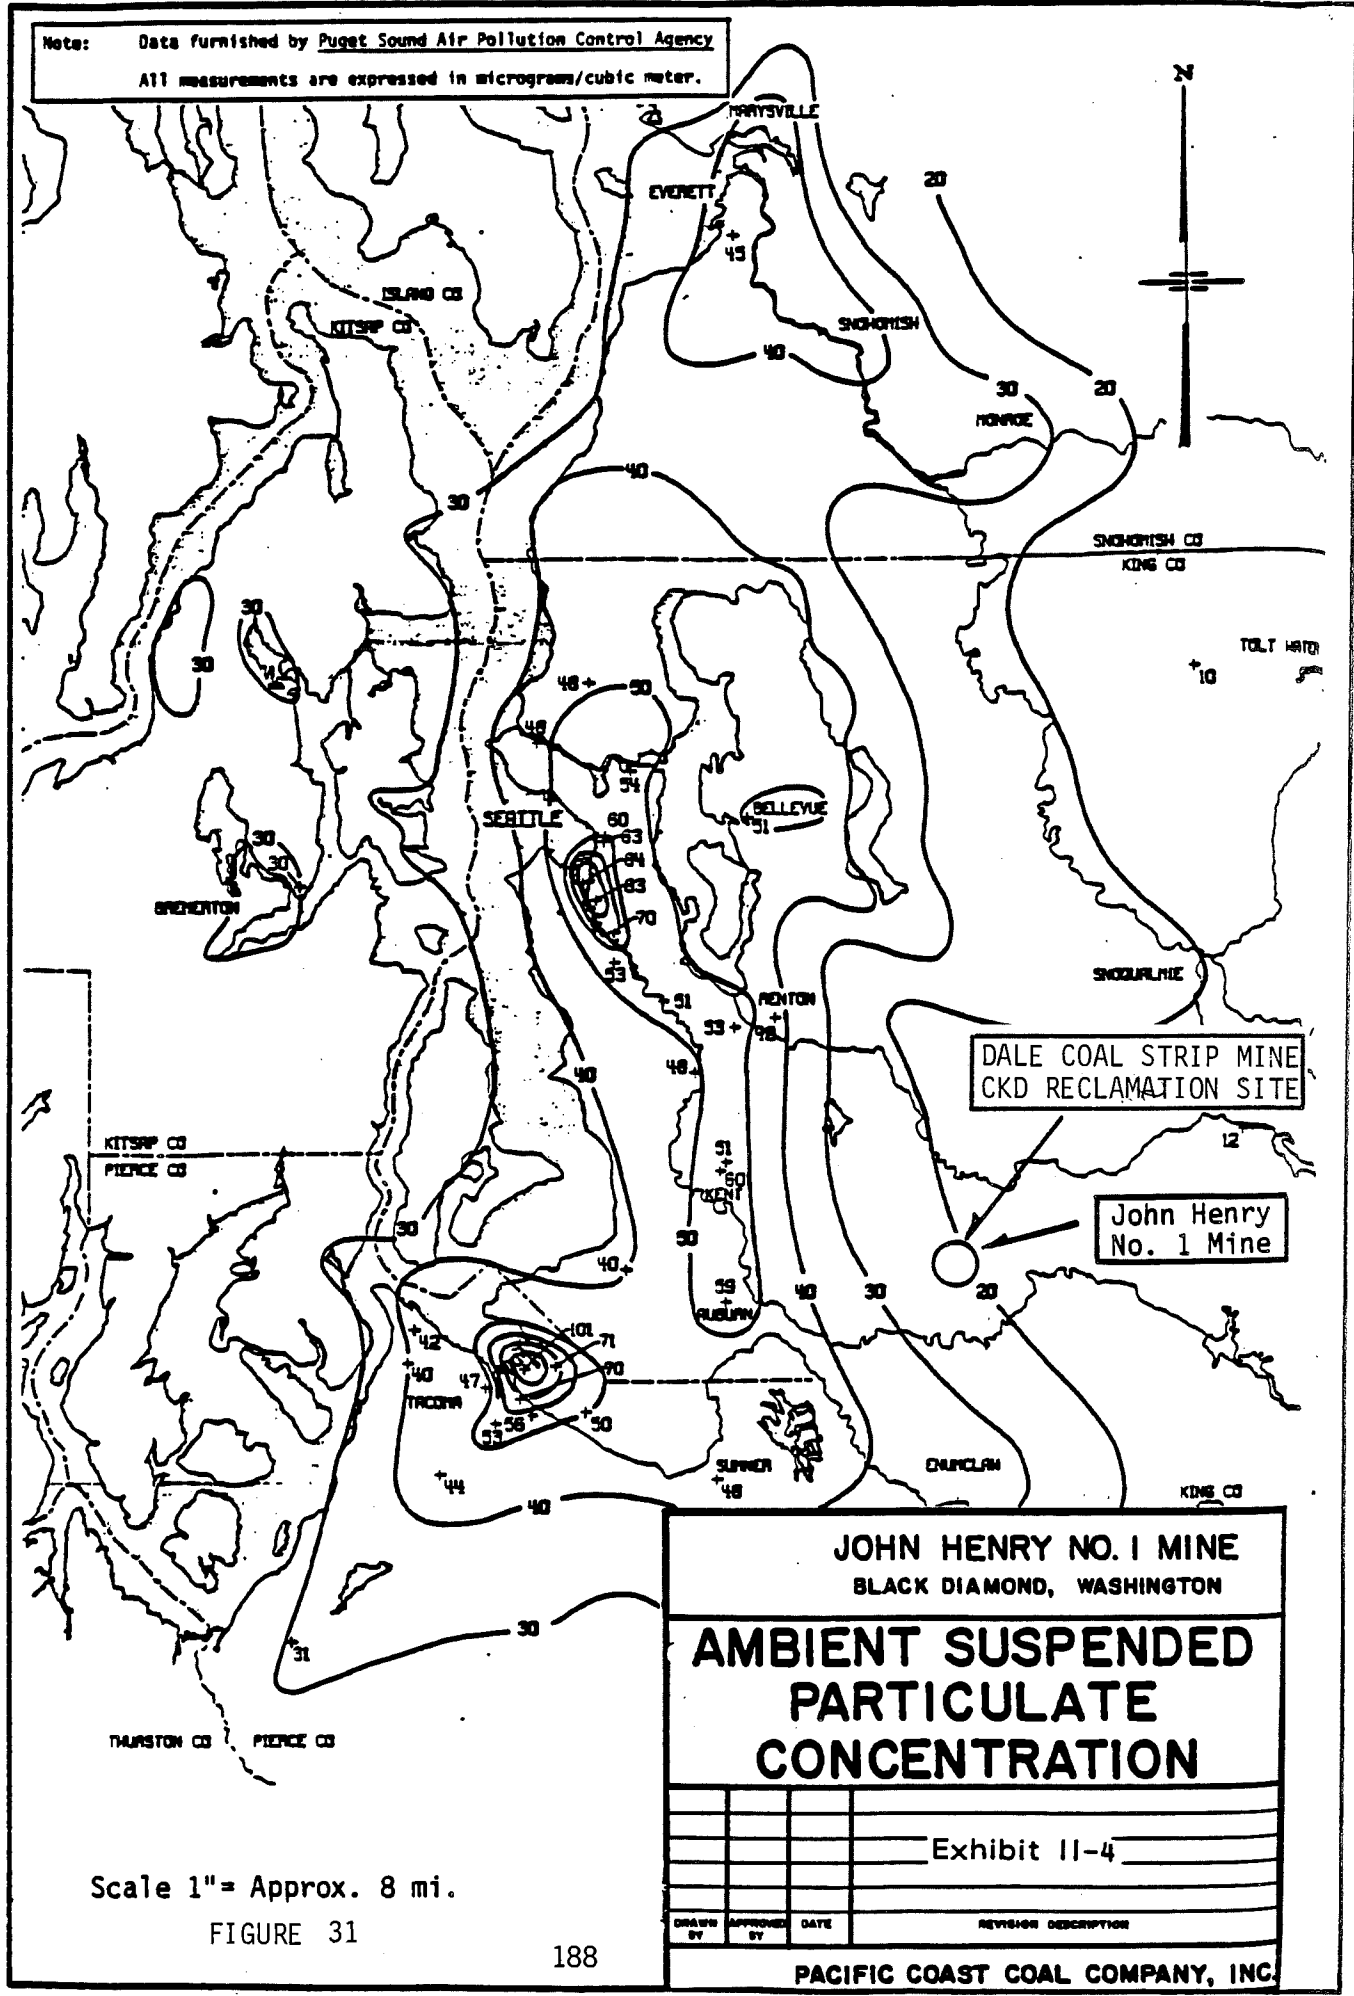 Note: Data furnished by Puget Sound Air Pollution Control Agency
All measurements are expressed in micrograms/cubic meter.
N
MARYSVILLE
EVERETT
20
45
ISLAND CO
KITSAP CO
SNOHOMISH
40
30
20
MONROE
40
30
SNOHOMISH CO
KING CO
TOLT WATER
10
30
30
48
50
48
54
SEATTLE
BELLEVUE
51
60
63
84
83
70
30
30
BREMERTON
53
SNOQUALMIE
51
RENTON
53
48
40
DALE COAL STRIP MINE
CKD RECLAMATION SITE
12
KITSAP CO
PIERCE CO
51
60
KENT
John Henry
No. 1 Mine
30
50
40
59
40
30
20
AUBURN
101
71
42
40
47
90
TACOMA
56
50
53
SUMNER
48
ENUMCLAW
44
40
KING CO
30
31
THURSTON CO
PIERCE CO
JOHN HENRY NO. 1 MINE
BLACK DIAMOND, WASHINGTON
AMBIENT SUSPENDED
PARTICULATE
CONCENTRATION
Exhibit 11-4
DRAWN BY
APPROVED BY
DATE
REVISION DESCRIPTION
PACIFIC COAST COAL COMPANY, INC.
Scale 1"= Approx. 8 mi.
FIGURE 31
188